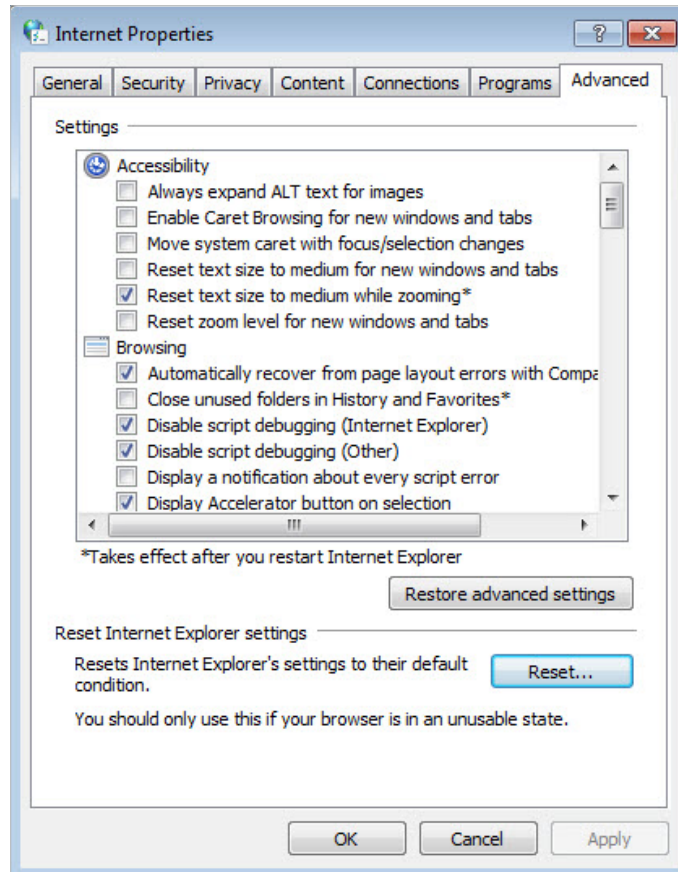 Internet Properties
General Security Privacy Content Connections Programs Advanced
Settings
Accessibility
Always expand ALT text for images
Enable Caret Browsing for new windows and tabs
Move system caret with focus/selection changes
Reset text size to medium for new windows and tabs
Reset text size to medium while zooming*
Reset zoom level for new windows and tabs
Browsing
Automatically recover from page layout errors with Compa
Close unused folders in History and Favorites*
Disable script debugging (Internet Explorer)
Disable script debugging (Other)
Display a notification about every script error
Display Accelerator button on selection
*Takes effect after you restart Internet Explorer
Restore advanced settings
Reset Internet Explorer settings
Resets Internet Explorer's settings to their default
condition.
Reset...
You should only use this if your browser is in an unusable state.
OK Cancel Apply